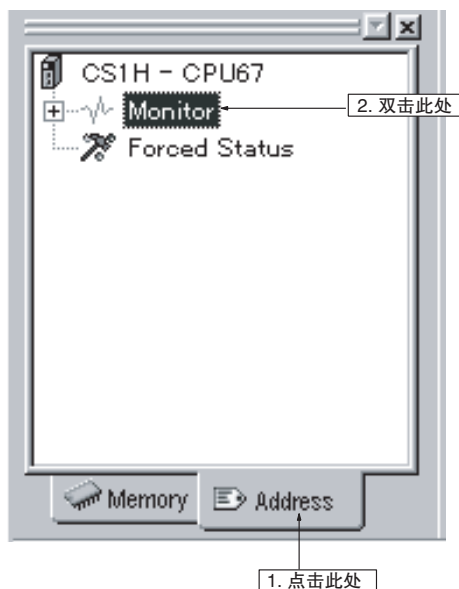 CS1H - CPU67
Monitor
2. 双击此处
Forced Status
Memory
Address
1. 点击此处